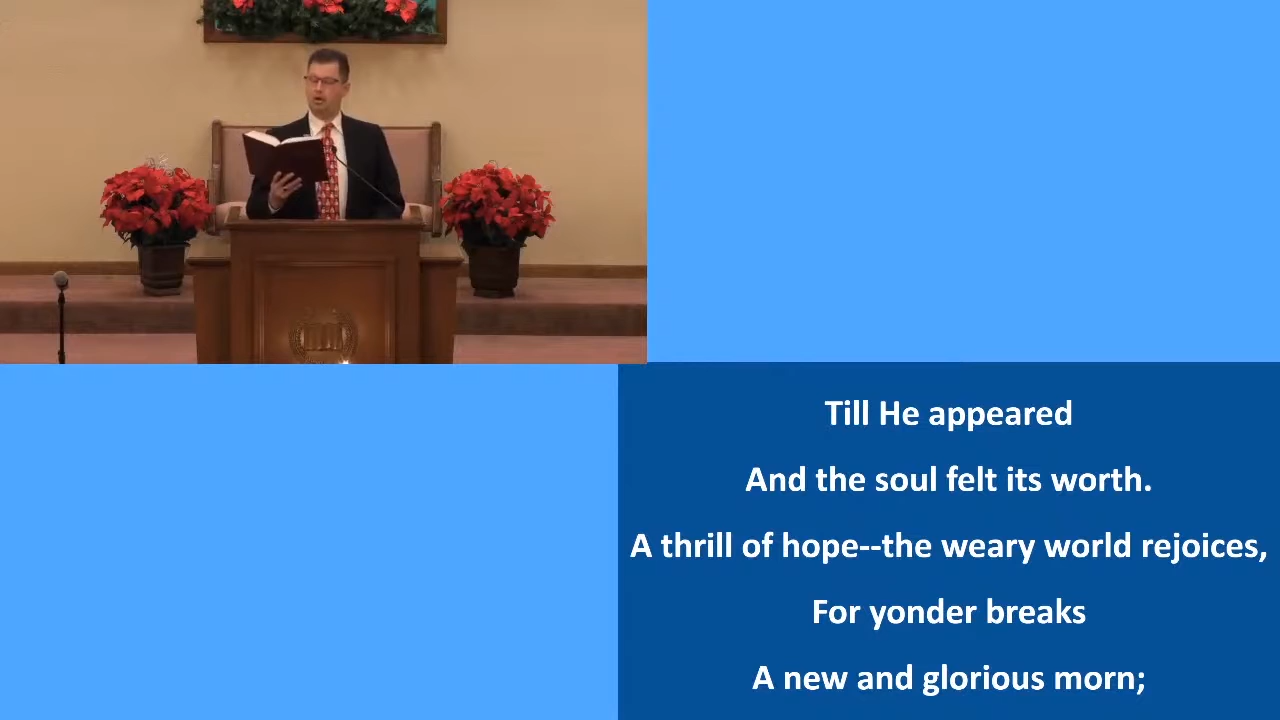 Till He appeared
And the soul felt its worth.
A thrill of hope--the weary world rejoices,
For yonder breaks
A new and glorious morn;